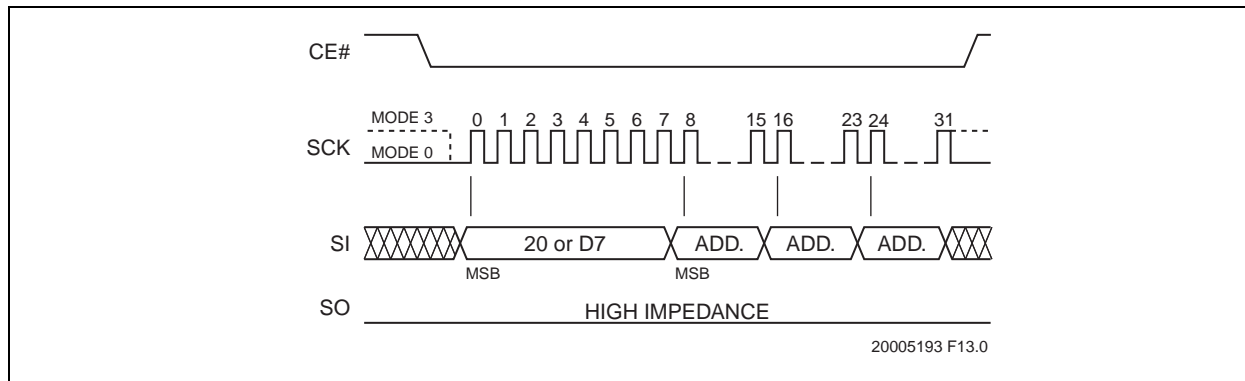 CE#
MODE 3
0 1 2 3 4 5 6 7 8 15 16 23 24 31
SCK
MODE 0
SI 20 or D7 ADD. ADD. ADD.
MSB MSB
SO HIGH IMPEDANCE
20005193 F13.0